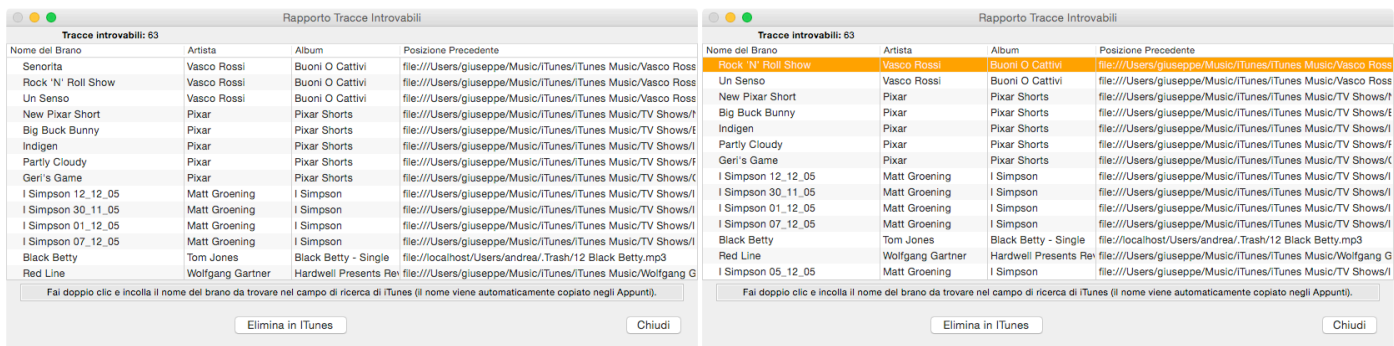 Rapporto Tracce Introvabili
Tracce introvabili: 63
Nome del Brano Artista Album Posizione Precedente
Senorita Vasco Rossi Buoni O Cattivi file:///Users/giuseppe/Music/iTunes/iTunes Music/Vasco Ross
Rock 'N' Roll Show Vasco Rossi Buoni O Cattivi file:///Users/giuseppe/Music/iTunes/iTunes Music/Vasco Ross
Un Senso Vasco Rossi Buoni O Cattivi file:///Users/giuseppe/Music/iTunes/iTunes Music/Vasco Ross
New Pixar Short Pixar Pixar Shorts file:///Users/giuseppe/Music/iTunes/iTunes Music/TV Shows/
Big Buck Bunny Pixar Pixar Shorts file:///Users/giuseppe/Music/iTunes/iTunes Music/TV Shows/
Indigen Pixar Pixar Shorts file:///Users/giuseppe/Music/iTunes/iTunes Music/TV Shows/I
Partly Cloudy Pixar Pixar Shorts file:///Users/giuseppe/Music/iTunes/iTunes Music/TV Shows/
Geri's Game Pixar Pixar Shorts file:///Users/giuseppe/Music/iTunes/iTunes Music/TV Shows/
I Simpson 12_12_05 Matt Groening I Simpson file:///Users/giuseppe/Music/iTunes/iTunes Music/TV Shows/I
I Simpson 30_11_05 Matt Groening I Simpson file:///Users/giuseppe/Music/iTunes/iTunes Music/TV Shows/I
I Simpson 01_12_05 Matt Groening I Simpson file:///Users/giuseppe/Music/iTunes/iTunes Music/TV Shows/I
I Simpson 07_12_05 Matt Groening I Simpson file:///Users/giuseppe/Music/iTunes/iTunes Music/TV Shows/I
Black Betty Tom Jones Black Betty - Single file://localhost/Users/andrea/.Trash/12 Black Betty.mp3
Red Line Wolfgang Gartner Hardwell Presents Rev file:///Users/giuseppe/Music/iTunes/iTunes Music/Wolfgang G
Fai doppio clic e incolla il nome del brano da trovare nel campo di ricerca di iTunes (il nome viene automaticamente copiato negli Appunti).
Elimina in ITunes Chiudi
Rapporto Tracce Introvabili
Tracce introvabili: 63
Nome del Brano Artista Album Posizione Precedente
Rock 'N' Roll Show Vasco Rossi Buoni O Cattivi file:///Users/giuseppe/Music/iTunes/iTunes Music/Vasco Ross
Un Senso Vasco Rossi Buoni O Cattivi file:///Users/giuseppe/Music/iTunes/iTunes Music/Vasco Ross
New Pixar Short Pixar Pixar Shorts file:///Users/giuseppe/Music/iTunes/iTunes Music/TV Shows/
Big Buck Bunny Pixar Pixar Shorts file:///Users/giuseppe/Music/iTunes/iTunes Music/TV Shows/
Indigen Pixar Pixar Shorts file:///Users/giuseppe/Music/iTunes/iTunes Music/TV Shows/I
Partly Cloudy Pixar Pixar Shorts file:///Users/giuseppe/Music/iTunes/iTunes Music/TV Shows/
Geri's Game Pixar Pixar Shorts file:///Users/giuseppe/Music/iTunes/iTunes Music/TV Shows/
I Simpson 12_12_05 Matt Groening I Simpson file:///Users/giuseppe/Music/iTunes/iTunes Music/TV Shows/I
I Simpson 30_11_05 Matt Groening I Simpson file:///Users/giuseppe/Music/iTunes/iTunes Music/TV Shows/I
I Simpson 01_12_05 Matt Groening I Simpson file:///Users/giuseppe/Music/iTunes/iTunes Music/TV Shows/I
I Simpson 07_12_05 Matt Groening I Simpson file:///Users/giuseppe/Music/iTunes/iTunes Music/TV Shows/I
Black Betty Tom Jones Black Betty - Single file://localhost/Users/andrea/.Trash/12 Black Betty.mp3
Red Line Wolfgang Gartner Hardwell Presents Rev file:///Users/giuseppe/Music/iTunes/iTunes Music/Wolfgang G
I Simpson 05_12_05 Matt Groening I Simpson file:///Users/giuseppe/Music/iTunes/iTunes Music/TV Shows/I
Fai doppio clic e incolla il nome del brano da trovare nel campo di ricerca di iTunes (il nome viene automaticamente copiato negli Appunti).
Elimina in ITunes Chiudi